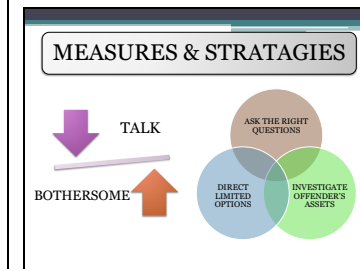 MEASURES & STRATAGIES
TALK
BOTHERSOME
ASK THE RIGHT
QUESTIONS
DIRECT
LIMITED
OPTIONS
INVESTIGATE
OFFENDER'S
ASSETS